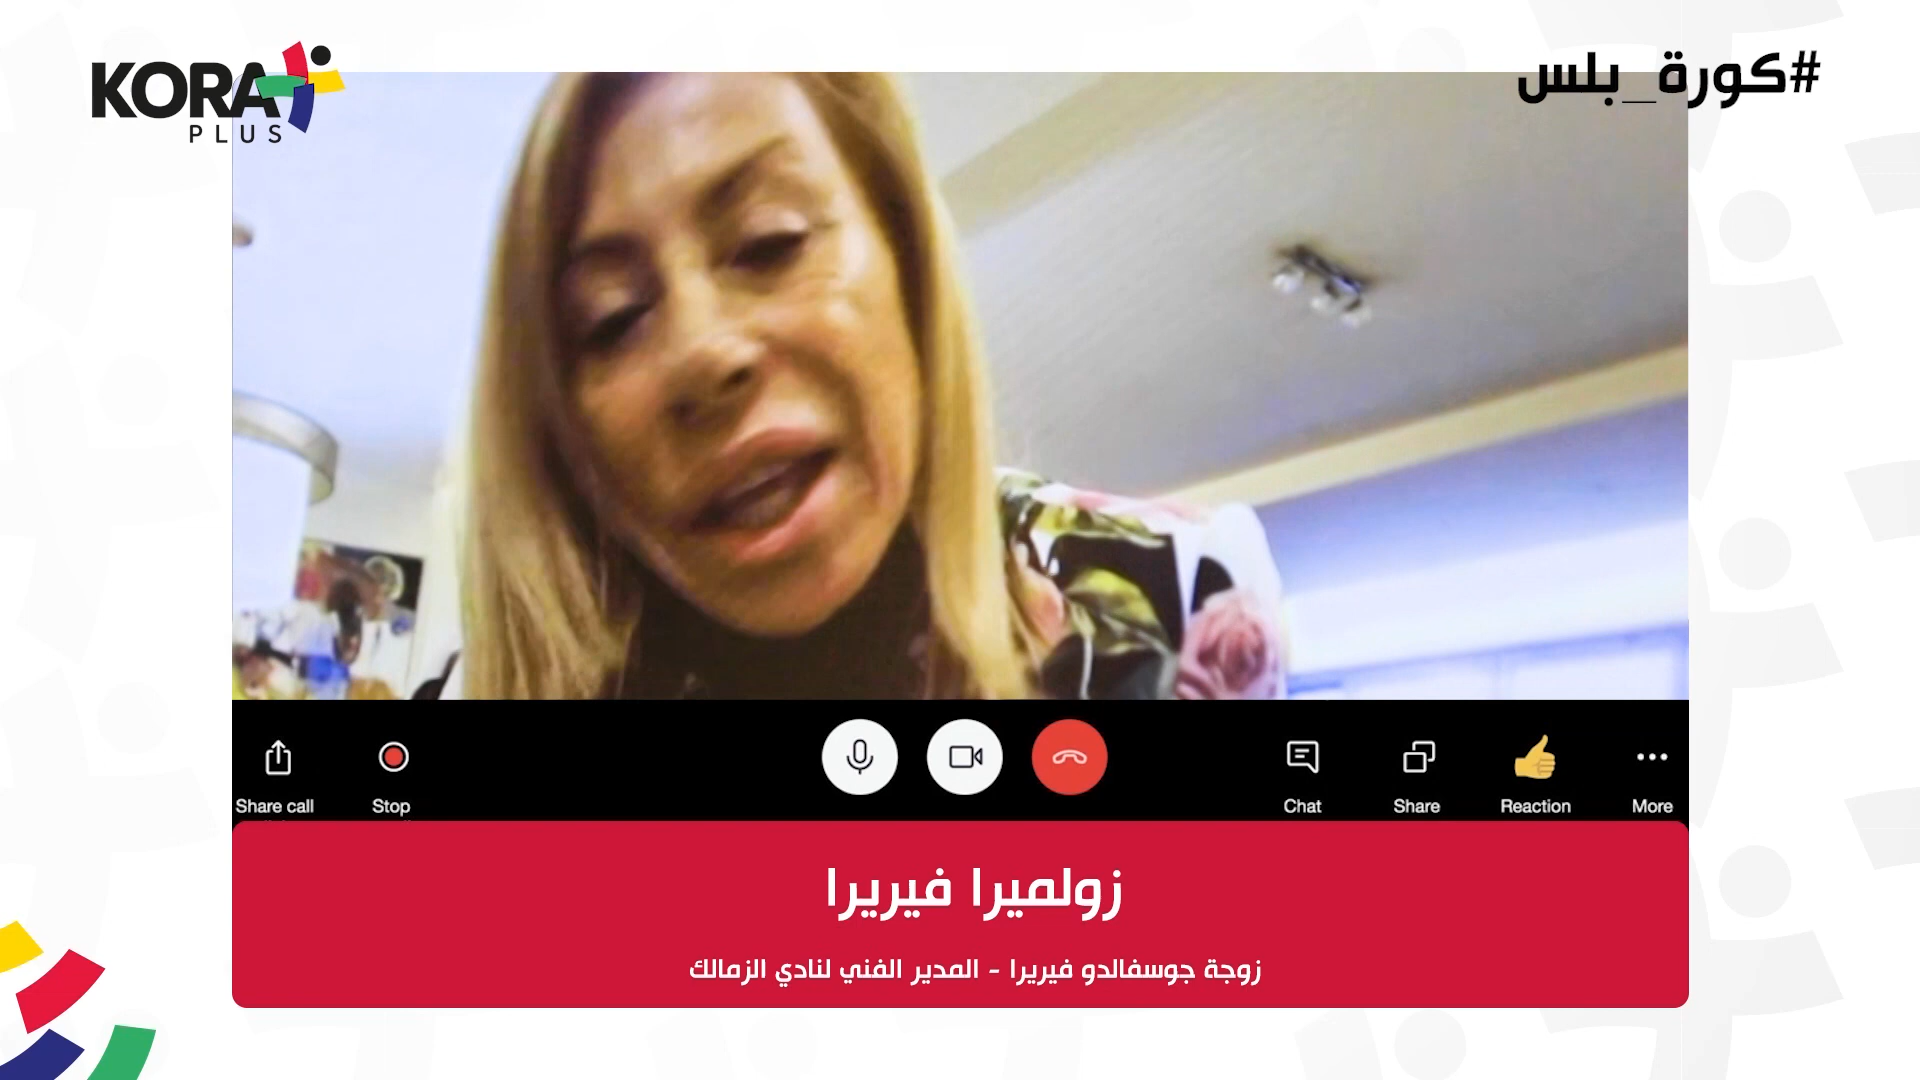 KORA
PLUS
#كورة_بلس
Share call
Stop
Chat
Share
Reaction
More
زولميرا فيريرا
زوجة جوسفالدو فيريرا - المدير الفني لنادي الزمالك